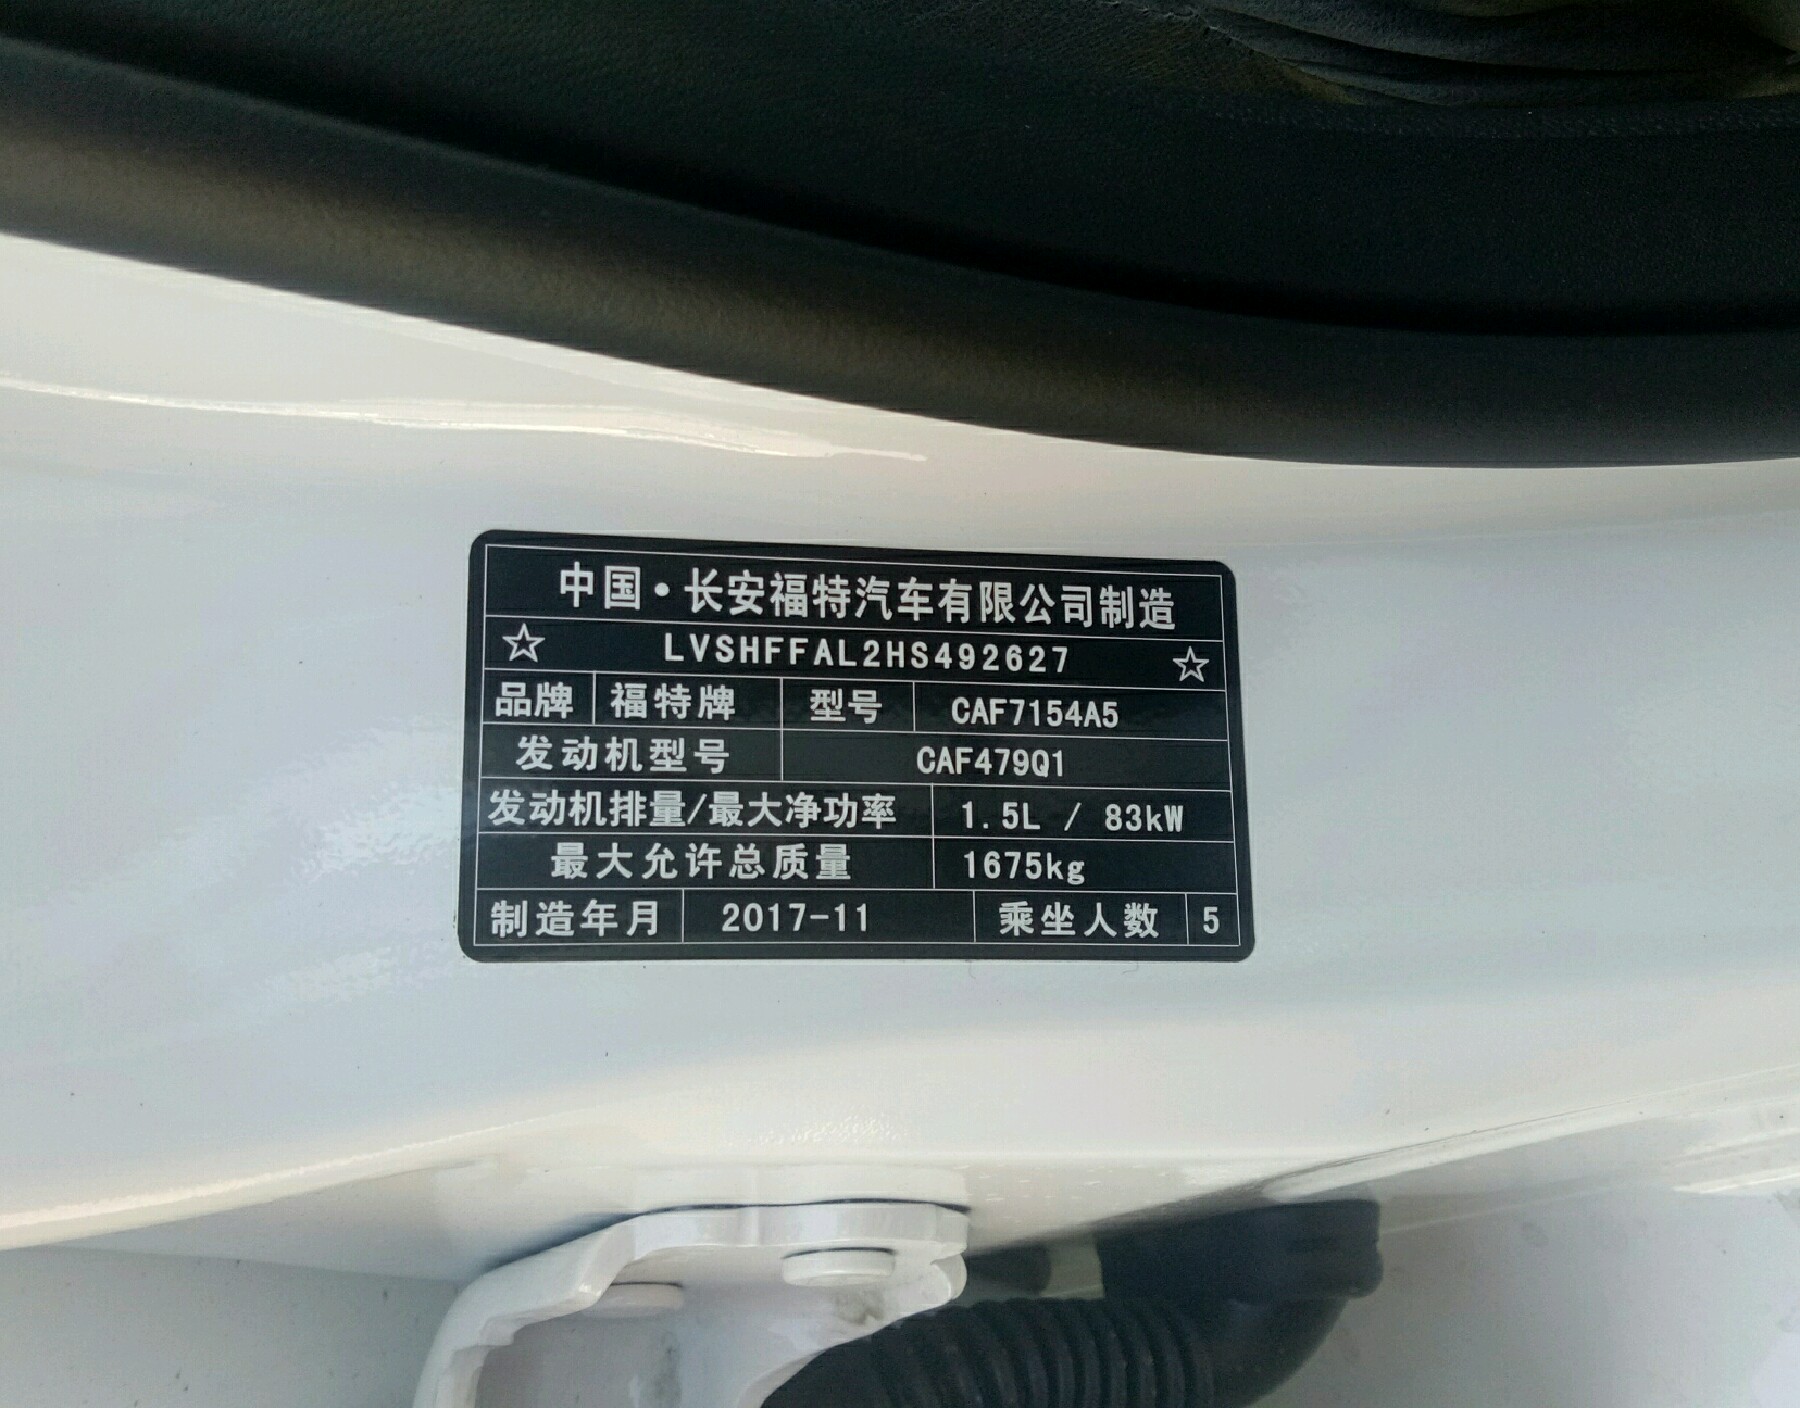 中国·长安福特汽车有限公司制造
☆ LVSHFFAL2HS492627 ☆
品牌 福特牌 型号 CAF7154A5
发动机型号 CAF479Q1
发动机排量/最大净功率 1.5L / 83kW
最大允许总质量 1675kg
制造年月 2017-11 乘坐人数 5